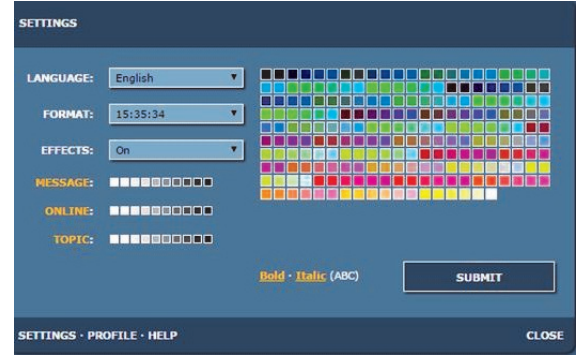 SETTINGS
LANGUAGE: English
FORMAT: 15:35:34
EFFECTS: On
MESSAGE:
ONLINE:
TOPIC:
Bold · Italic (ABC)
SUBMIT
SETTINGS · PROFILE · HELP
CLOSE